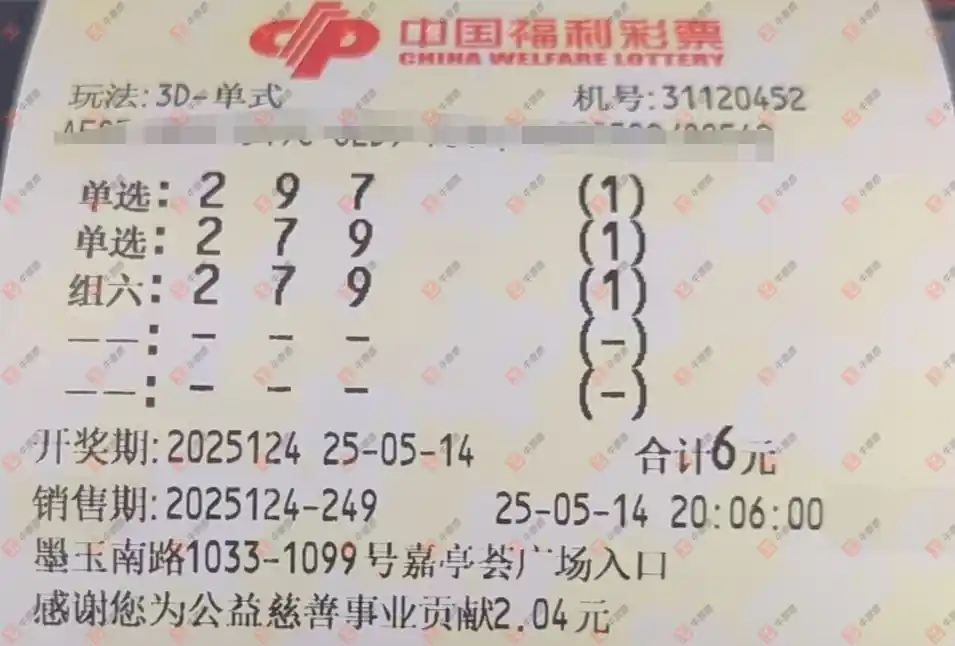 中国福利彩票
CHINA WELFARE LOTTERY
玩法:3D-单式 机号:31120452
单选: 2 9 7 (1)
单选: 2 7 9 (1)
组六: 2 7 9 (1)
——: - - - (-)
——: - - - (-)
开奖期:2025124 25-05-14 合计6元
销售期:2025124-249 25-05-14 20:06:00
墨玉南路1033-1099号嘉亭荟广场入口
感谢您为公益慈善事业贡献2.04元